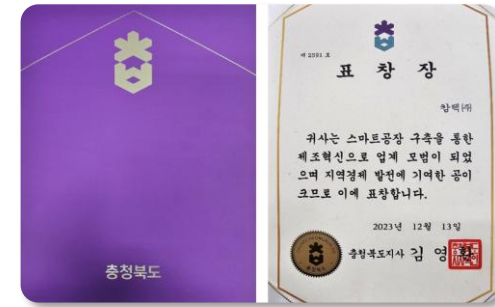 충청북도
제 2981 호
표 창 장
창백㈜
귀사는 스마트공장 구축을 통한
제조혁신으로 업계 모범이 되었
으며 지역경제 발전에 기여한 공이
크므로 이에 표창합니다.
2023년 12월 13일
충청북도지사 김 영 환